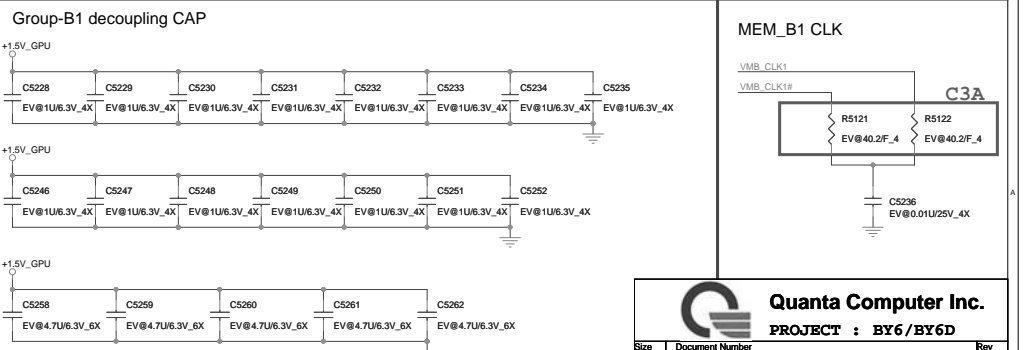 Group-B1 decoupling CAP
+1.5V_GPU
C5228 C5229 C5230 C5231 C5232 C5233 C5234 C5235
EV@1U/6.3V_4X EV@1U/6.3V_4X EV@1U/6.3V_4X EV@1U/6.3V_4X EV@1U/6.3V_4X EV@1U/6.3V_4X EV@1U/6.3V_4X EV@1U/6.3V_4X
+1.5V_GPU
C5246 C5247 C5248 C5249 C5250 C5251 C5252
EV@1U/6.3V_4X EV@1U/6.3V_4X EV@1U/6.3V_4X EV@1U/6.3V_4X EV@1U/6.3V_4X EV@1U/6.3V_4X EV@1U/6.3V_4X
+1.5V_GPU
C5258 C5259 C5260 C5261 C5262
EV@4.7U/6.3V_6X EV@4.7U/6.3V_6X EV@4.7U/6.3V_6X EV@4.7U/6.3V_6X EV@4.7U/6.3V_6X
MEM_B1 CLK
VMB_CLK1
VMB_CLK1#
C3A
R5121 R5122
EV@40.2/F_4 EV@40.2/F_4
C5236
EV@0.01U/25V_4X
A
Quanta Computer Inc.
PROJECT : BY6/BY6D
Size Document Number Rev